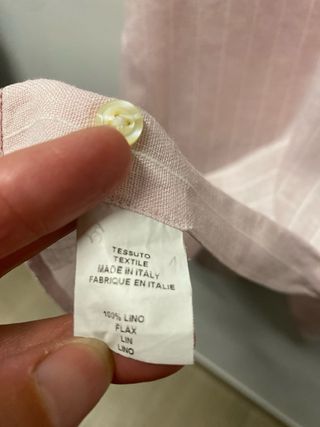 TESSUTO
TEXTILE
MADE IN ITALY
FABRIQUE EN ITALIE
100% LINO
FLAX
LIN
LINO